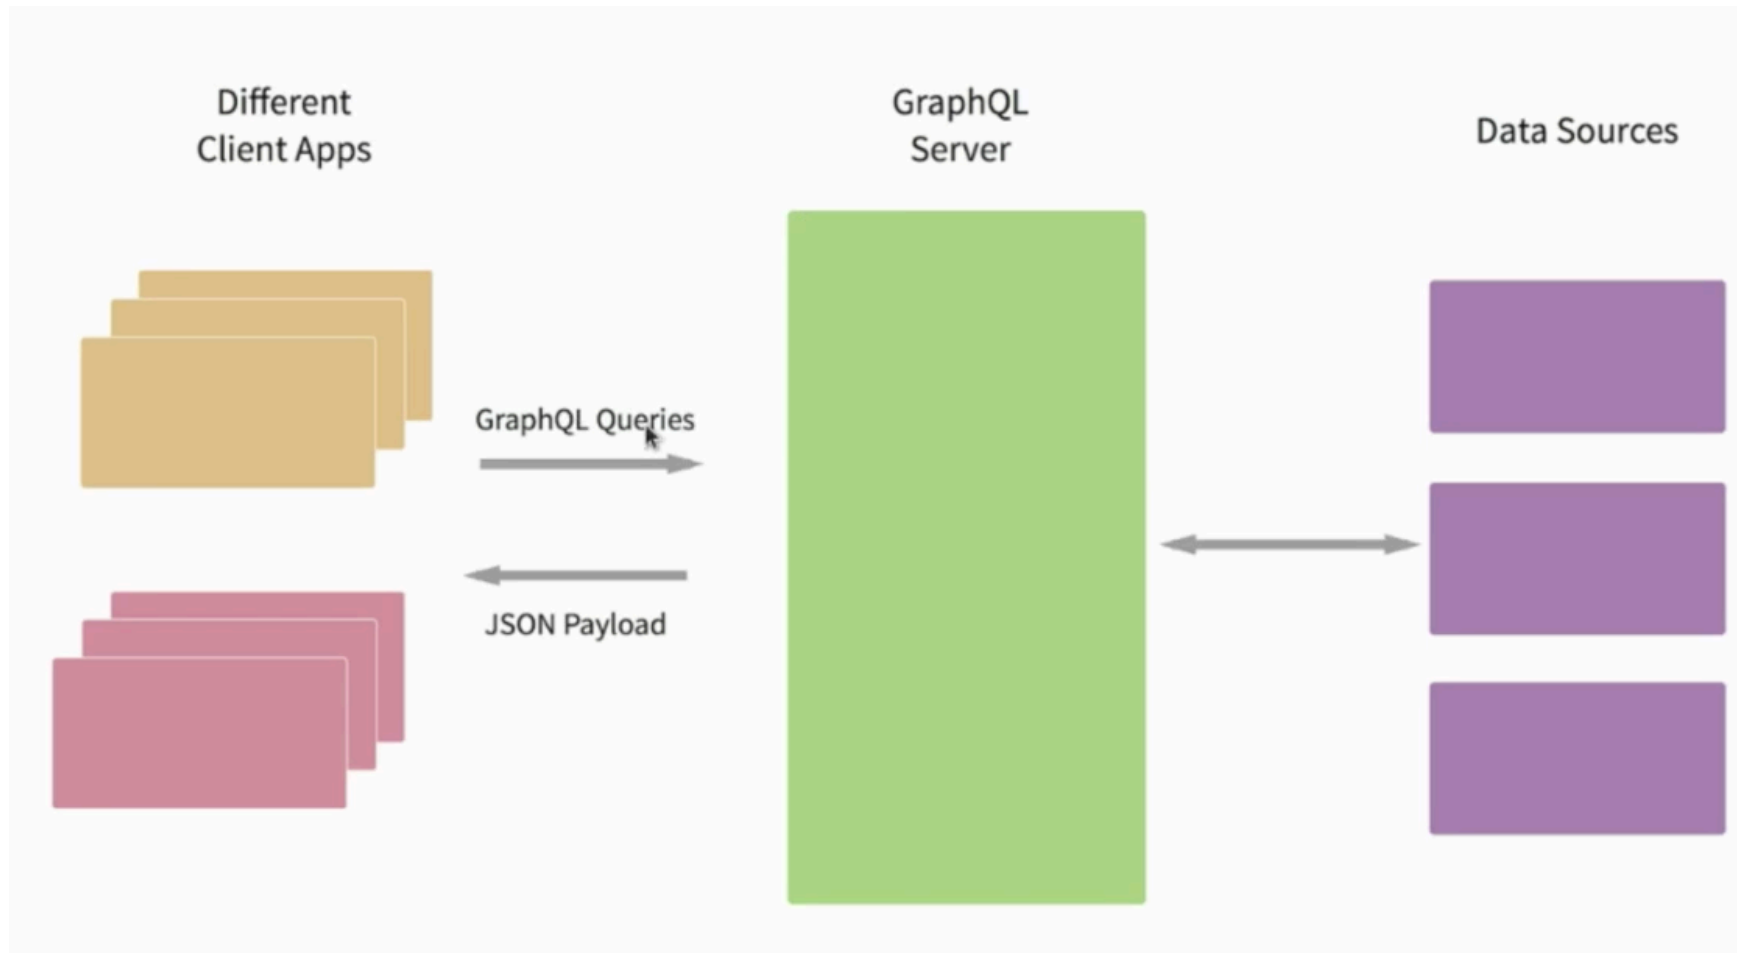 Different
Client Apps
GraphQL
Server
Data Sources
GraphQL Queries
JSON Payload